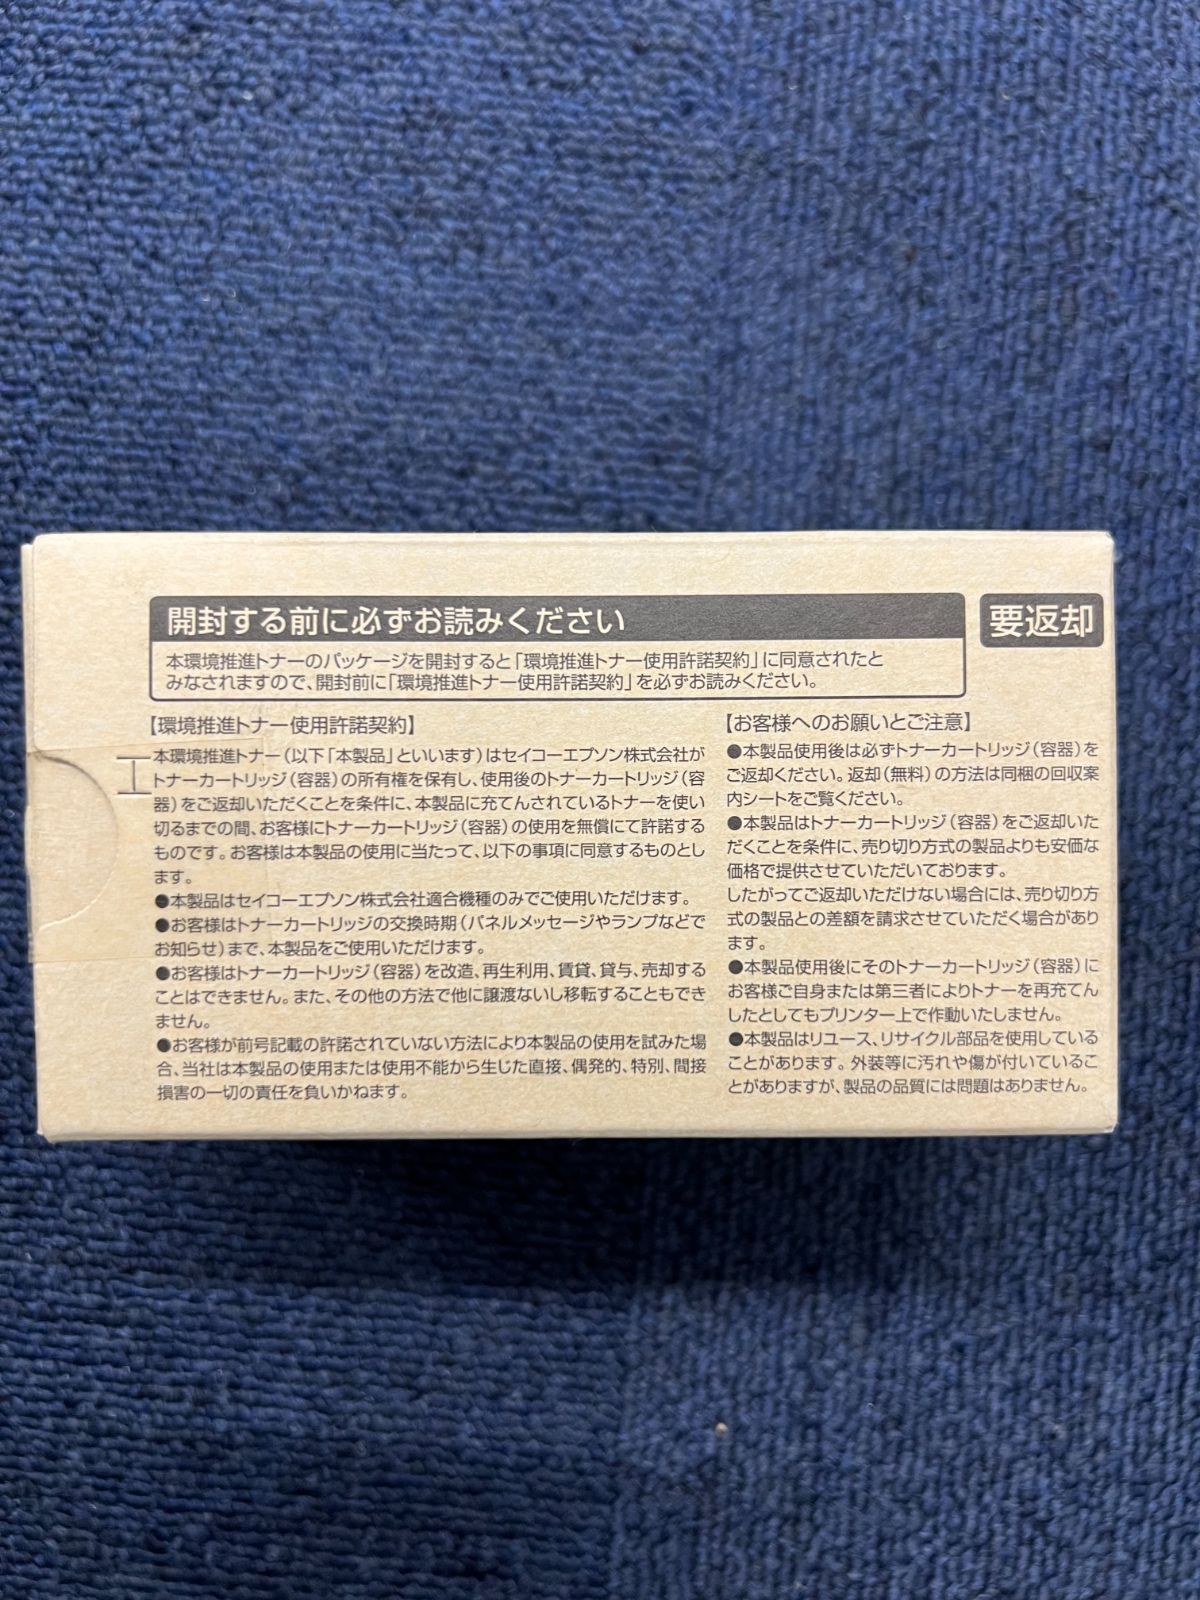 開封する前に必ずお読みください
本環境推進トナーのパッケージを開封すると「環境推進トナー使用許諾契約」に同意されたと
みなされますので、開封前に「環境推進トナー使用許諾契約」を必ずお読みください。
要返却
【環境推進トナー使用許諾契約】
本環境推進トナー(以下「本製品」といいます)はセイコーエプソン株式会社が
トナーカートリッジ(容器)の所有権を保有し、使用後のトナーカートリッジ(容
器)をご返却いただくことを条件に、本製品に充てんされているトナーを使い
切るまでの間、お客様にトナーカートリッジ(容器)の使用を無償にて許諾する
ものです。お客様は本製品の使用に当たって、以下の事項に同意するものとし
ます。
●本製品はセイコーエプソン株式会社適合機種のみでご使用いただけます。
●お客様はトナーカートリッジの交換時期(パネルメッセージやランプなどで
お知らせ)まで、本製品をご使用いただけます。
●お客様はトナーカートリッジ(容器)を改造、再生利用、賃貸、貸与、売却する
ことはできません。また、その他の方法で他に譲渡ないし移転することもでき
ません。
●お客様が前号記載の許諾されていない方法により本製品の使用を試みた場
合、当社は本製品の使用または使用不能から生じた直接、偶発的、特別、間接
損害の一切の責任を負いかねます。
【お客様へのお願いとご注意】
●本製品使用後は必ずトナーカートリッジ(容器)を
ご返却ください。返却(無料)の方法は同梱の回収案
内シートをご覧ください。
●本製品はトナーカートリッジ(容器)をご返却いた
だくことを条件に、売り切り方式の製品よりも安価な
価格で提供させていただいております。
したがってご返却いただけない場合には、売り切り方
式の製品との差額を請求させていただく場合があり
ます。
●本製品使用後にそのトナーカートリッジ(容器)に
お客様ご自身または第三者によりトナーを再充てん
したとしてもプリンター上で作動いたしません。
●本製品はリユース、リサイクル部品を使用している
ことがあります。外装等に汚れや傷が付いているこ
とがありますが、製品の品質には問題はありません。